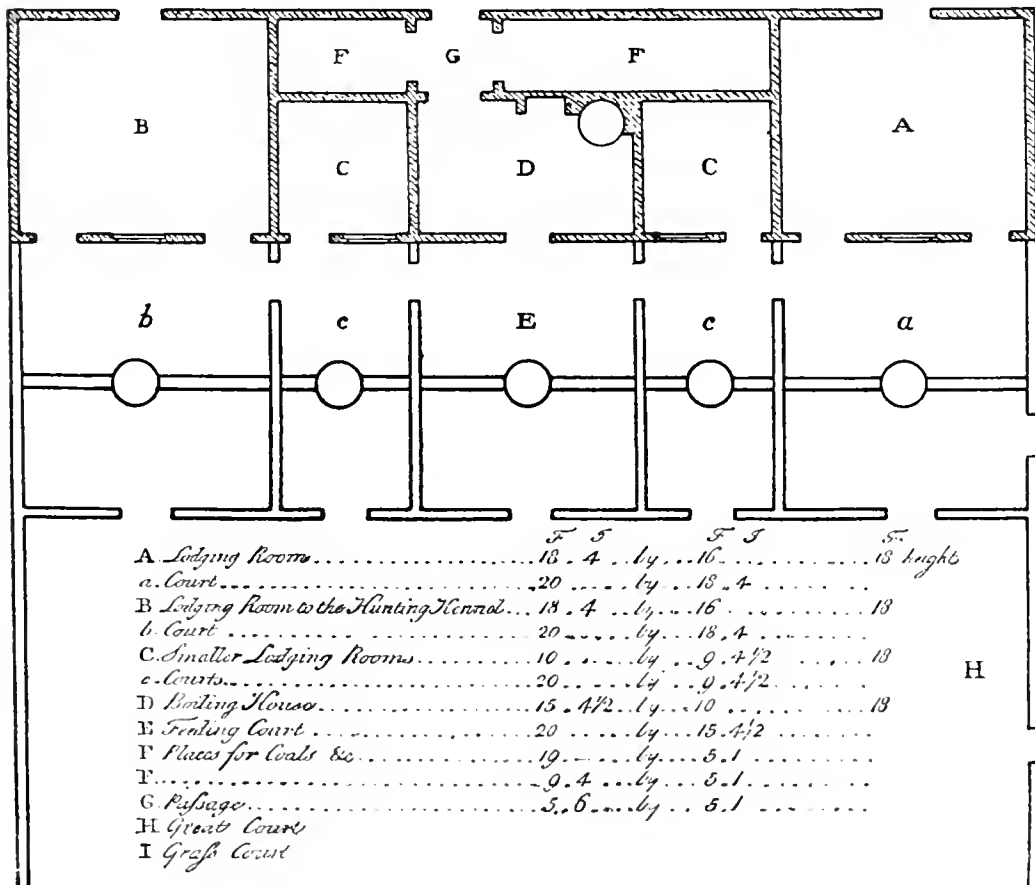 F G F
B A
C D C
b c E c a
F I F I F.
A Lodging Room 18 . 4 by 16 18 height
a. Court 20 by 18 . 4
B Lodging Room to the Hunting Kennel 18 . 4 by 16 18
b. Court 20 by 18 . 4
C. Smaller Lodging Rooms 10 by 9 . 4 1/2 18
c. Courts 20 by 9 . 4 1/2
H
D Boiling House 15 . 4 1/2 by 10 18
E Feeding Court 20 by 15 . 4 1/2
F Places for Coals &c 19 by 5 . 1
F 9 . 4 by 5 . 1
G Paſsage 5 . 6 by 5 . 1
H Great Court
I Graſs Court